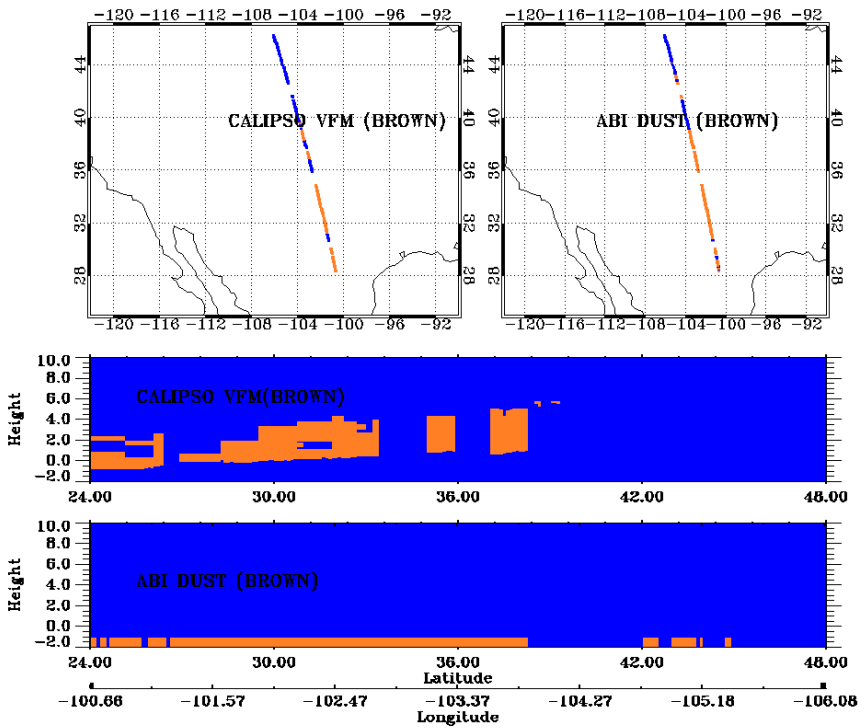 -120 -116 -112 -108 -104 -100 -96 -92
44 40 36 32 28
CALIPSO VFM (BROWN)
44 40 36 32 28
-120 -116 -112 -108 -104 -100 -96 -92
-120 -116 -112 -108 -104 -100 -96 -92
44 40 36 32 28
ABI DUST (BROWN)
44 40 36 32 28
-120 -116 -112 -108 -104 -100 -96 -92
Height
10.0
8.0
6.0
4.0
2.0
0.0
-2.0
CALIPSO VFM(BROWN)
24.00 30.00 36.00 42.00 48.00
Height
10.0
8.0
6.0
4.0
2.0
0.0
-2.0
ABI DUST (BROWN)
24.00 30.00 36.00 42.00 48.00
Latitude
-100.66 -101.57 -102.47 -103.37 -104.27 -105.18 -106.08
Longitude